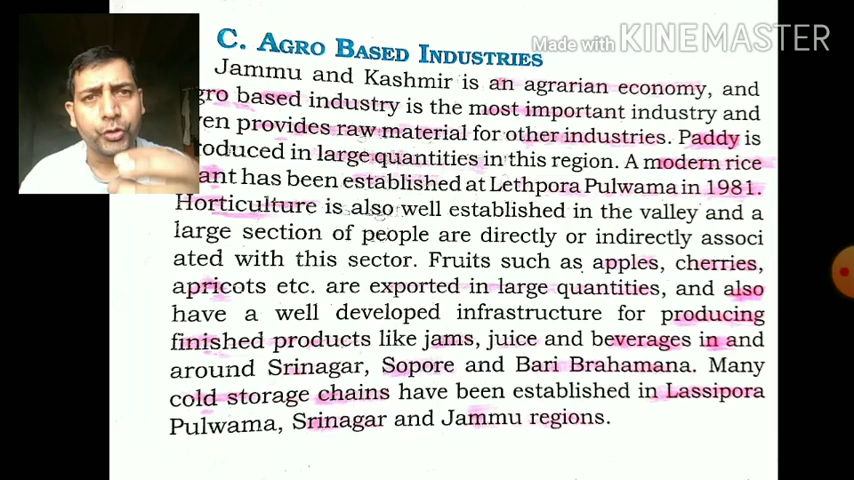 Made with KINEMASTER
C. AGRO BASED INDUSTRIES
Jammu and Kashmir is an agrarian economy, and
gro based industry is the most important industry and
ven provides raw material for other industries. Paddy is
roduced in large quantities in this region. A modern rice
ant has been established at Lethpora Pulwama in 1981.
Horticulture is also well established in the valley and a
large section of people are directly or indirectly associ
ated with this sector. Fruits such as apples, cherries,
apricots etc. are exported in large quantities, and also
have a well developed infrastructure for producing
finished products like jams, juice and beverages in and
around Srinagar, Sopore and Bari Brahamana. Many
cold storage chains have been established in Lassipora
Pulwama, Srinagar and Jammu regions.